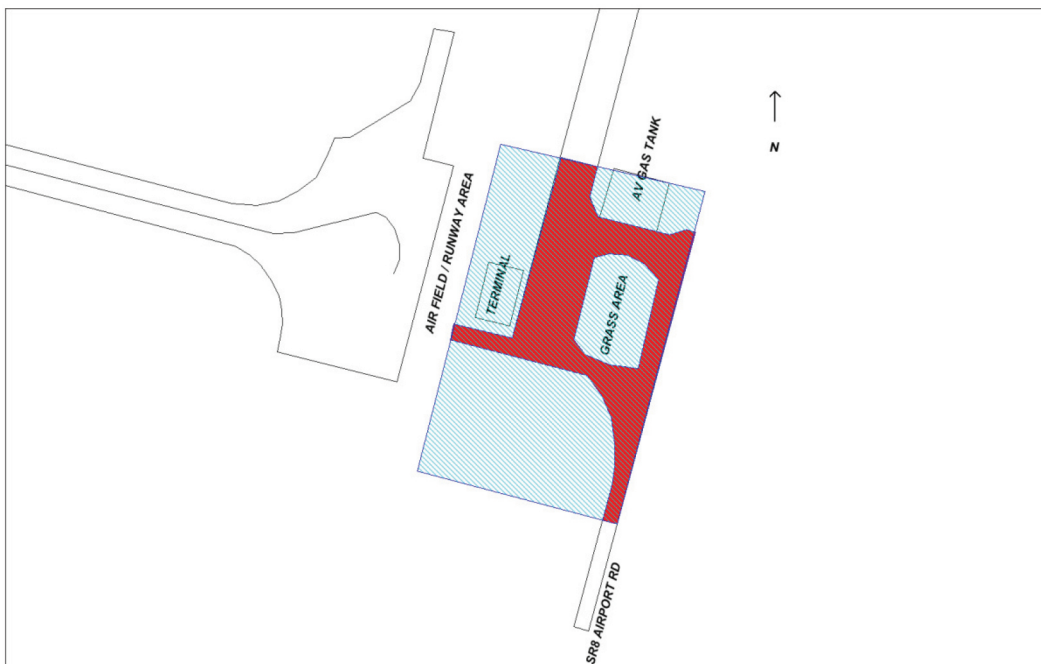 AV GAS TANK
N
AIR FIELD / RUNWAY AREA
TERMINAL
GRASS AREA
SR8 AIRPORT RD